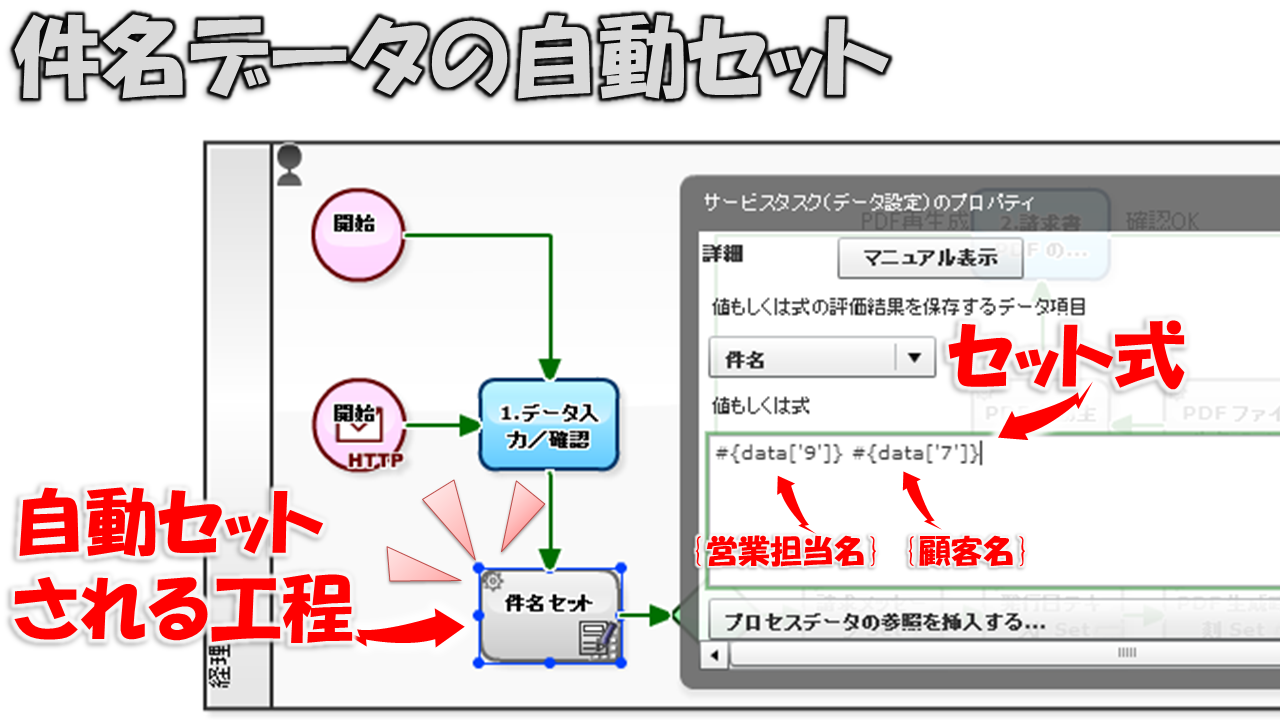 件名データの自動セット
サービスタスク(データ設定)のプロパティ
開始
PDF再生成
2.請求書
PDF の...
確認OK
詳細
マニュアル表示
値もしくは式の評価結果を保存するデータ項目
件名
セット式
値もしくは式
開始
HTTP
1.データ入
力／確認
PDF ファイ
#{data['9']} #{data['7']}
自動セット
される工程
{営業担当名}
{顧客名}
件名セット
プロセスデータの参照を挿入する...
経理